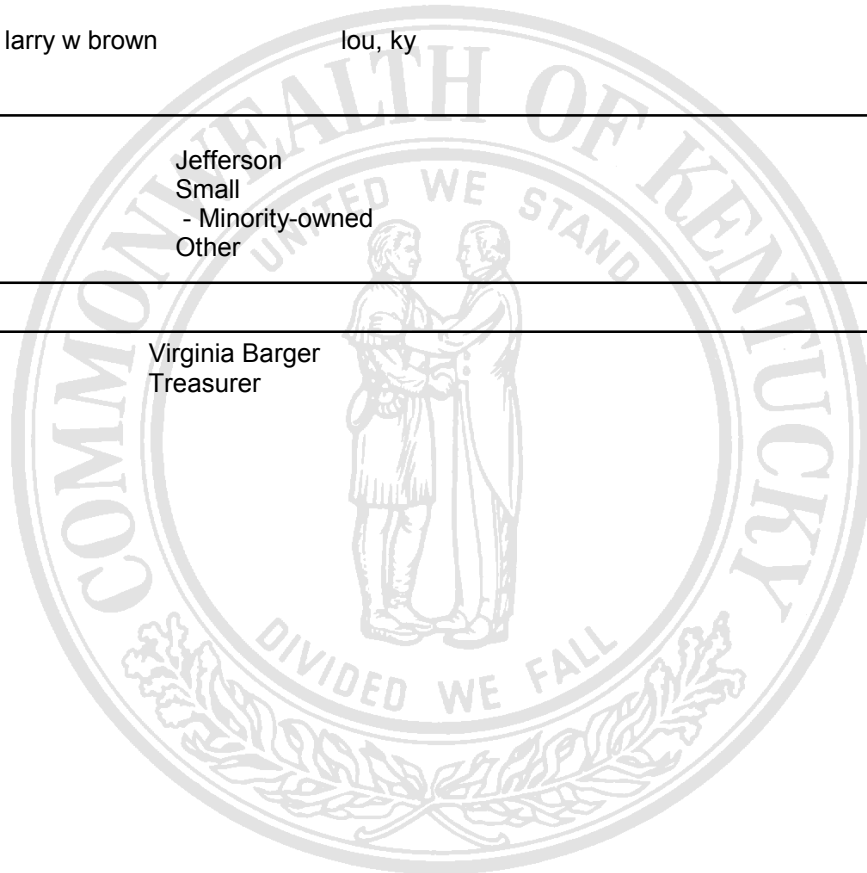 larry w brown lou, ky
Jefferson
Small
- Minority-owned
Other
Virginia Barger
Treasurer
COMMONWEALTH OF KENTUCKY
UNITED WE STAND
DIVIDED WE FALL